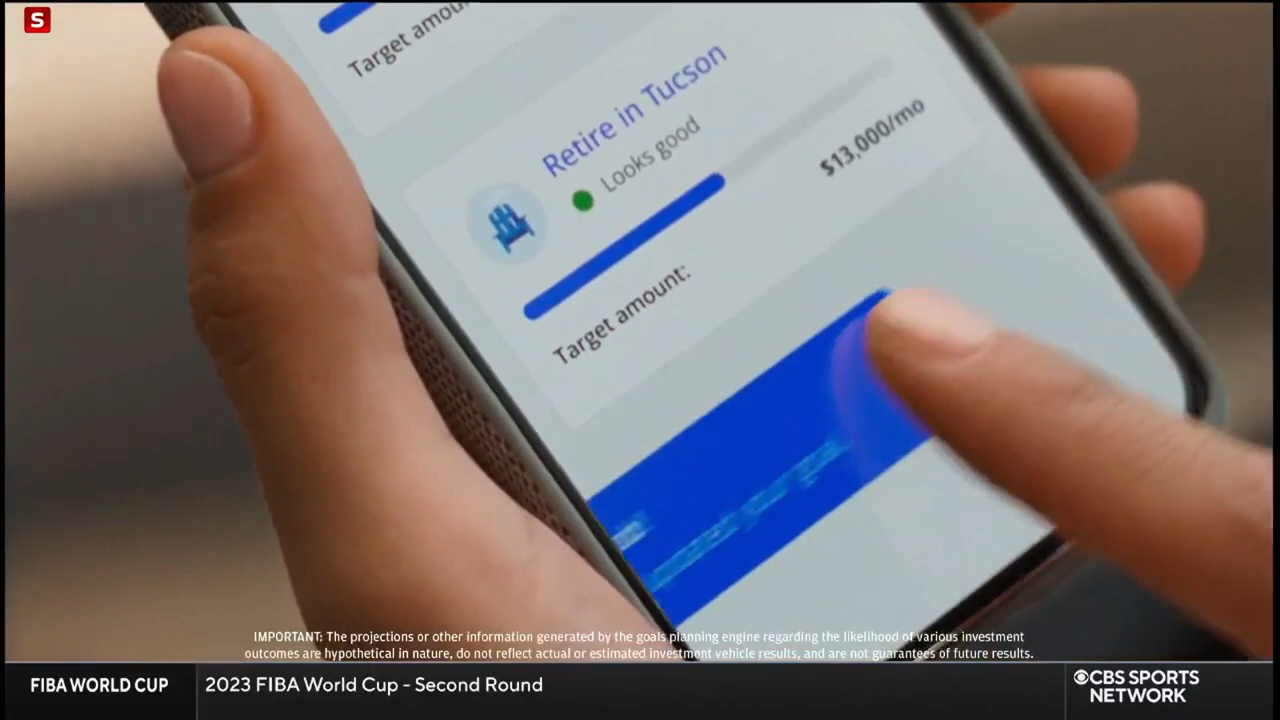 S
Target amou
Retire in Tucson
Looks good
$13,000/mo
Target amount:
IMPORTANT: The projections or other information generated by the goals planning engine regarding the likelihood of various investment
outcomes are hypothetical in nature, do not reflect actual or estimated investment vehicle results, and are not guarantees of future results.
FIBA WORLD CUP
2023 FIBA World Cup - Second Round
CBS SPORTS
NETWORK